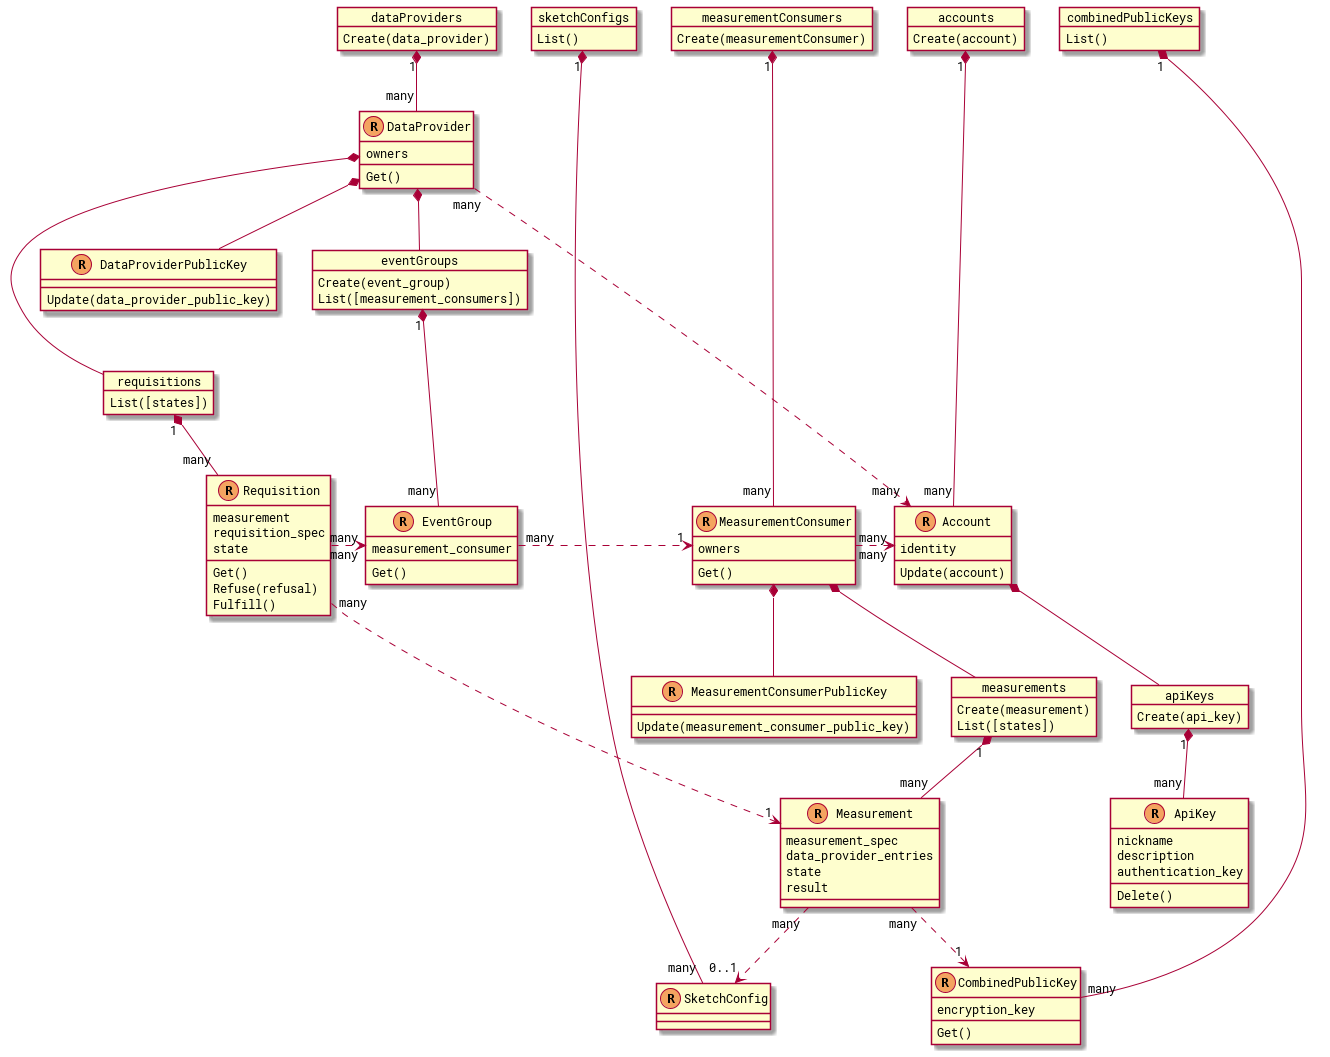 dataProviders
Create(data_provider)
1
sketchConfigs
List()
1
measurementConsumers
Create(measurementConsumer)
1
accounts
Create(account)
1
combinedPublicKeys
List()
1
many
R DataProvider
owners
Get()
many
R DataProviderPublicKey
Update(data_provider_public_key)
eventGroups
Create(event_group)
List([measurement_consumers])
1
requisitions
List([states])
1
many
R Requisition
measurement
requisition_spec
state
Get()
Refuse(refusal)
Fulfill()
many
many
many
many
R EventGroup
measurement_consumer
Get()
many
1
many
R MeasurementConsumer
owners
Get()
many
many
many
many
R Account
identity
Update(account)
R MeasurementConsumerPublicKey
Update(measurement_consumer_public_key)
measurements
Create(measurement)
List([states])
1
apiKeys
Create(api_key)
1
many
many
1
R Measurement
measurement_spec
data_provider_entries
state
result
R ApiKey
nickname
description
authentication_key
Delete()
many
many
many
0..1
1
R SketchConfig
R CombinedPublicKey
encryption_key
Get()
many